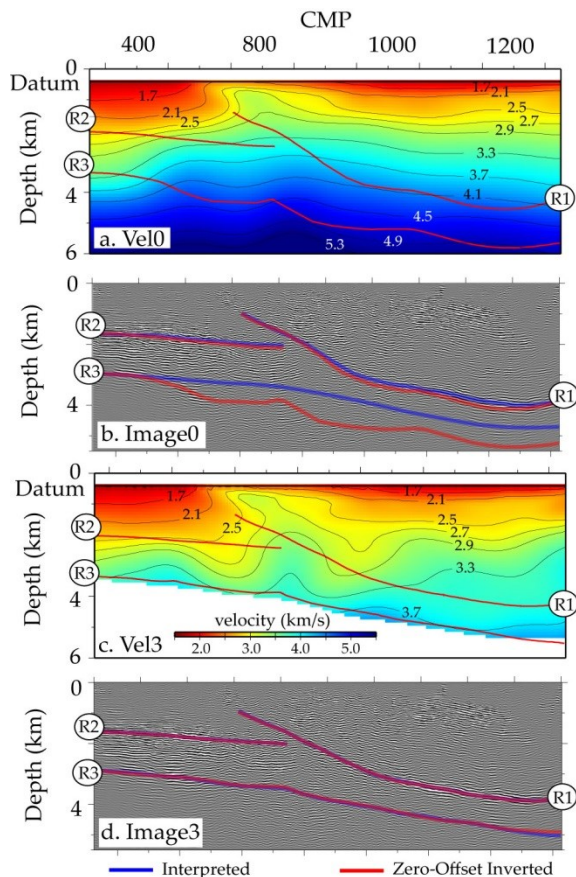 CMP
400 800 1000 1200
0
Datum
1.7 1.7
2.1 2.1
2.5 2.5
2.7
2.9
3.3
3.7
4.1
4.5
5.3 4.9
R2
R3
R1
4
6
Depth (km)
a. Vel0
0
R2
R3
R1
4
Depth (km)
b. Image0
0
Datum
1.7 1.7
2.1 2.1
2.5 2.5
2.7
2.9
3.3
3.7
R2
R3
R1
4
6
Depth (km)
velocity (km/s)
2.0 3.0 4.0 5.0
c. Vel3
0
R2
R3
R1
4
Depth (km)
d. Image3
Interpreted Zero-Offset Inverted